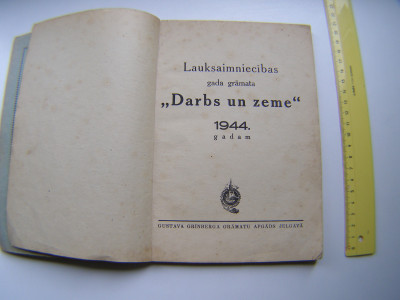 Lauksaimniecības
gada grāmata
„Darbs un zeme“
1944.
gadam
GUSTAVA GRĪNBERGA GRĀMATU APGĀDS JELGAVĀ